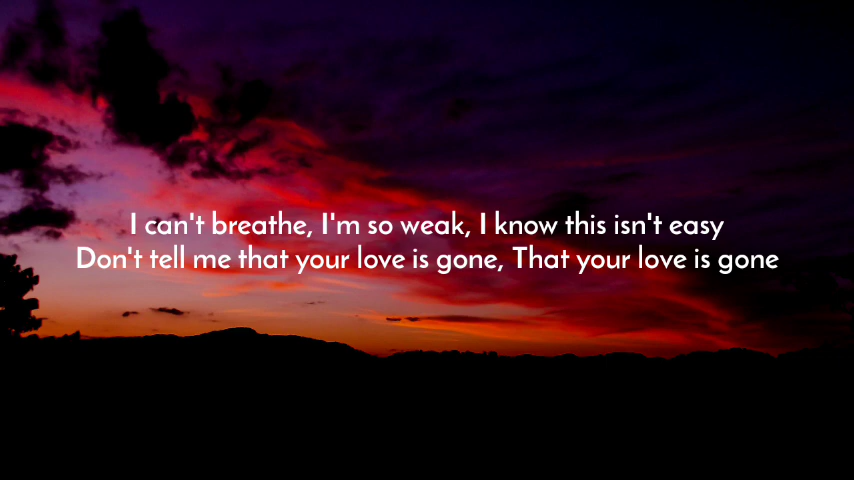 I can't breathe, I'm so weak, I know this isn't easy
Don't tell me that your love is gone, That your love is gone